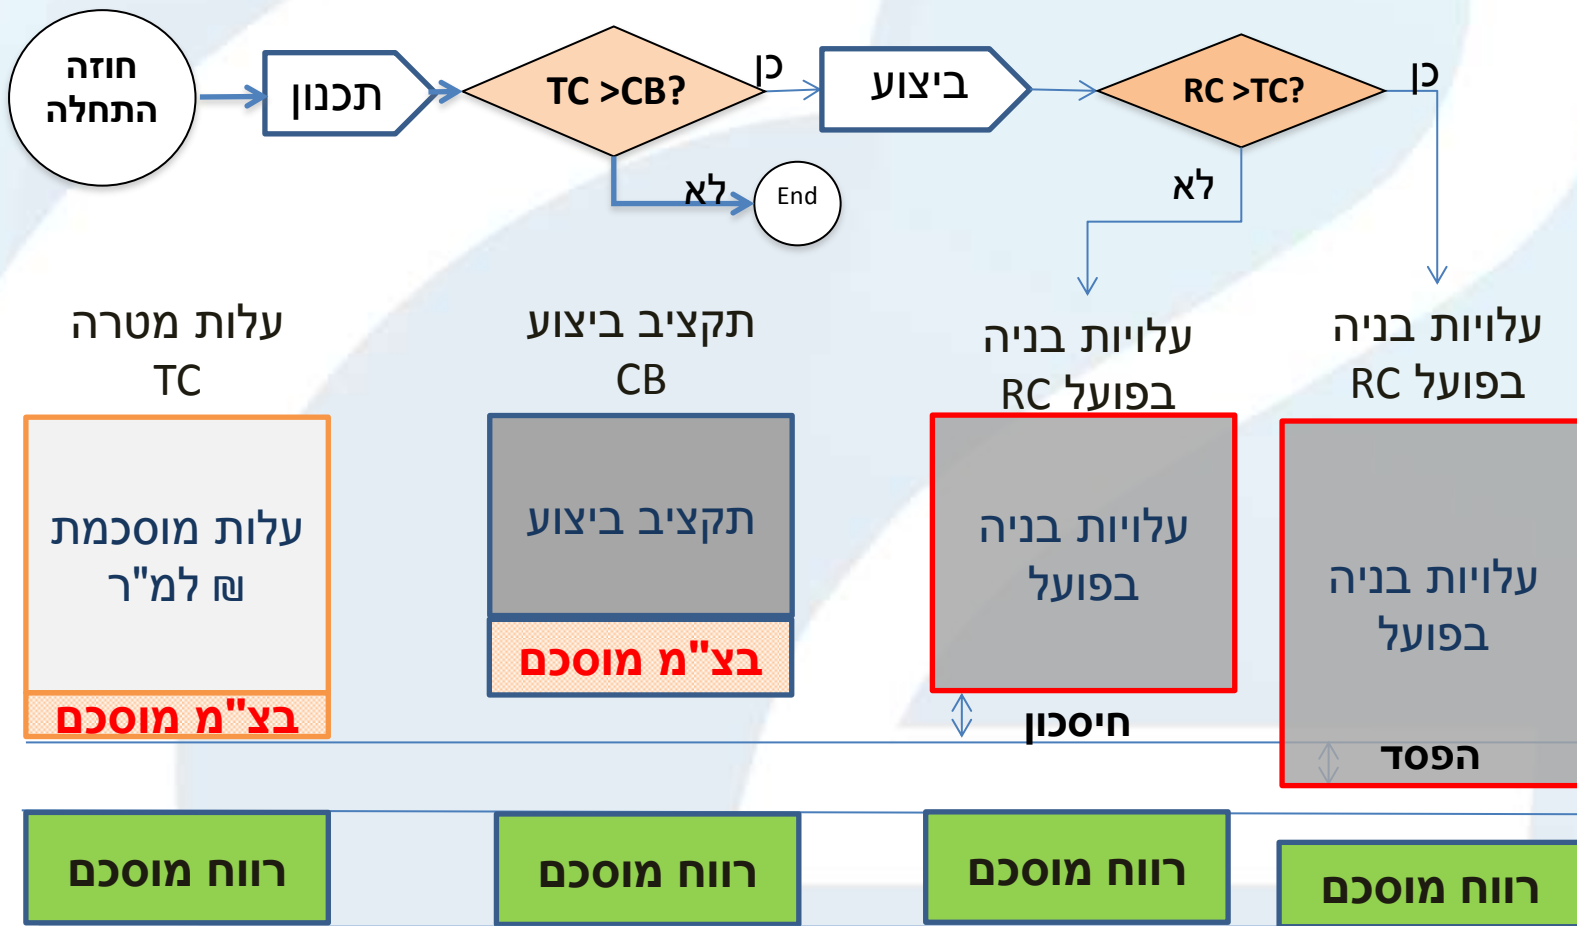 חוזה
התחלה
תכנון
TC >CB?
כן
ביצוע
RC >TC?
כן
לא
End
לא
עלות מטרה
TC
תקציב ביצוע
CB
עלויות בניה
בפועל RC
עלויות בניה
בפועל RC
עלות מוסכמת
₪ למ"ר
בצ"מ מוסכם
תקציב ביצוע
בצ"מ מוסכם
עלויות בניה
בפועל
חיסכון
עלויות בניה
בפועל
הפסד
רווח מוסכם
רווח מוסכם
רווח מוסכם
רווח מוסכם